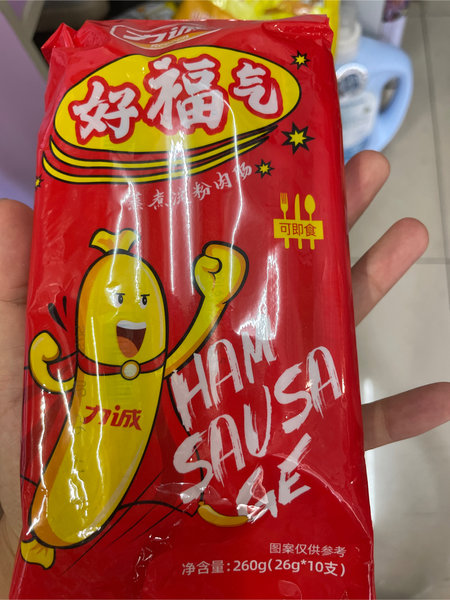 力诚
好福气
蒸煮淀粉肉肠
可即食
力诚
HAM
SAUSA
GE
图案仅供参考
净含量:260g(26g*10支)